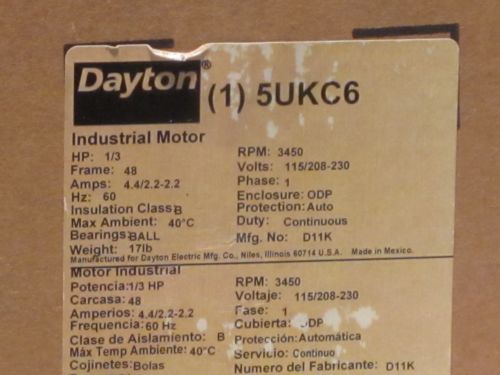 Dayton® (1) 5UKC6
Industrial Motor
HP: 1/3 RPM: 3450
Frame: 48 Volts: 115/208-230
Amps: 4.4/2.2-2.2 Phase: 1
Hz: 60 Enclosure: ODP
Insulation Class: B Protection: Auto
Max Ambient: 40°C Duty: Continuous
Bearings: BALL Mfg. No: D11K
Weight: 17lb
Manufactured for Dayton Electric Mfg. Co., Niles, Illinois 60714 U.S.A. Made in Mexico.
Motor Industrial
Potencia: 1/3 HP RPM: 3450
Carcasa: 48 Voltaje: 115/208-230
Amperios: 4.4/2.2-2.2 Fase: 1
Frequencia: 60 Hz Cubierta: ODP
Clase de Aislamiento: B Protección: Automática
Máx Temp Ambiente: 40°C Servicio: Continuo
Cojinetes: Bolas Numero del Fabricante: D11K